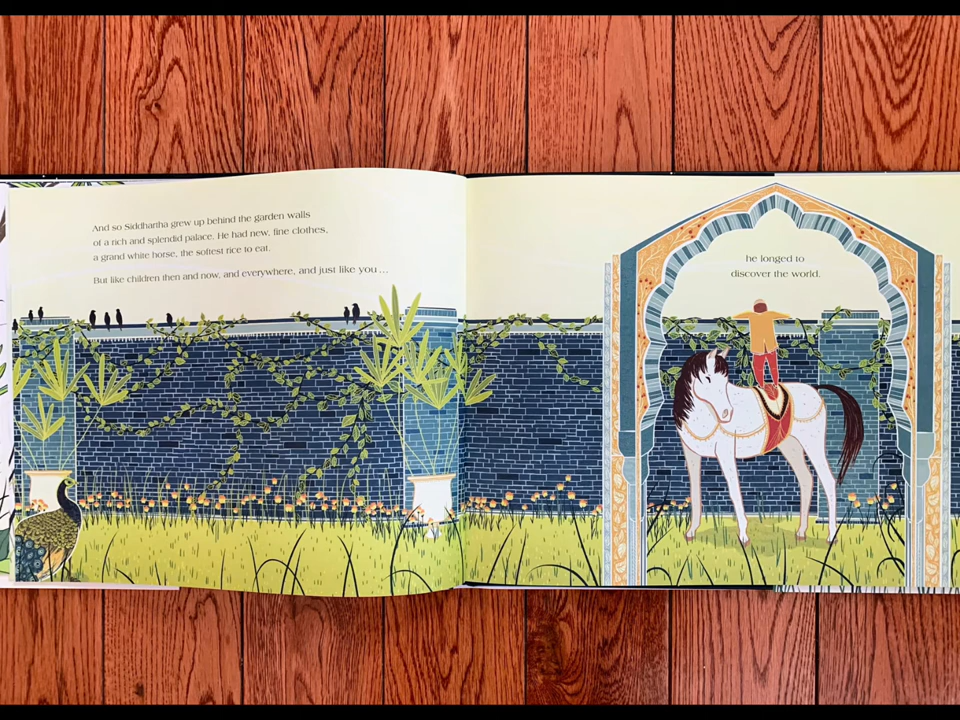 And so Siddhartha grew up behind the garden walls
of a rich and splendid palace. He had new, fine clothes,
a grand white horse, the softest rice to eat.
But like children then and now, and everywhere, and just like you ...
he longed to
discover the world.